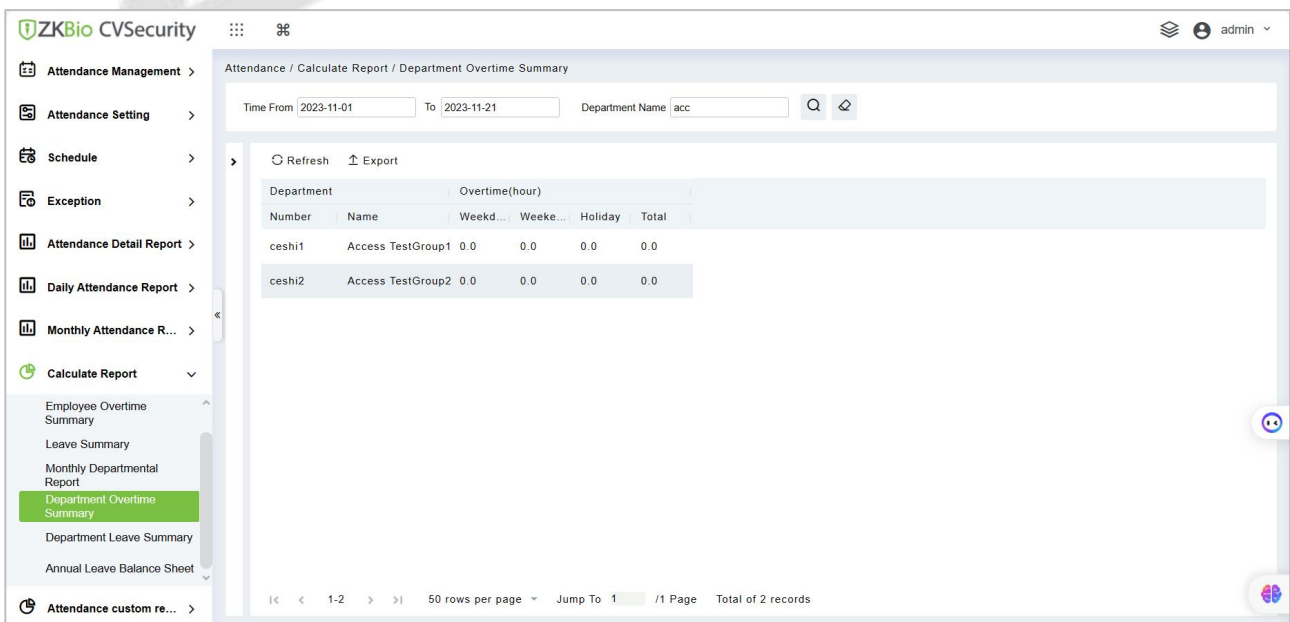 ZKBio CVSecurity
admin
Attendance Management
Attendance Setting
Schedule
Exception
Attendance Detail Report
Daily Attendance Report
Monthly Attendance R...
Calculate Report
Employee Overtime
Summary
Leave Summary
Monthly Departmental
Report
Department Overtime
Summary
Department Leave Summary
Annual Leave Balance Sheet
Attendance custom re...
Attendance / Calculate Report / Department Overtime Summary
Time From 2023-11-01 To 2023-11-21 Department Name acc
Refresh Export
Department Overtime(hour)
Number Name Weekd... Weeke... Holiday Total
ceshi1 Access TestGroup1 0.0 0.0 0.0 0.0
ceshi2 Access TestGroup2 0.0 0.0 0.0 0.0
1-2 50 rows per page Jump To 1 /1 Page Total of 2 records